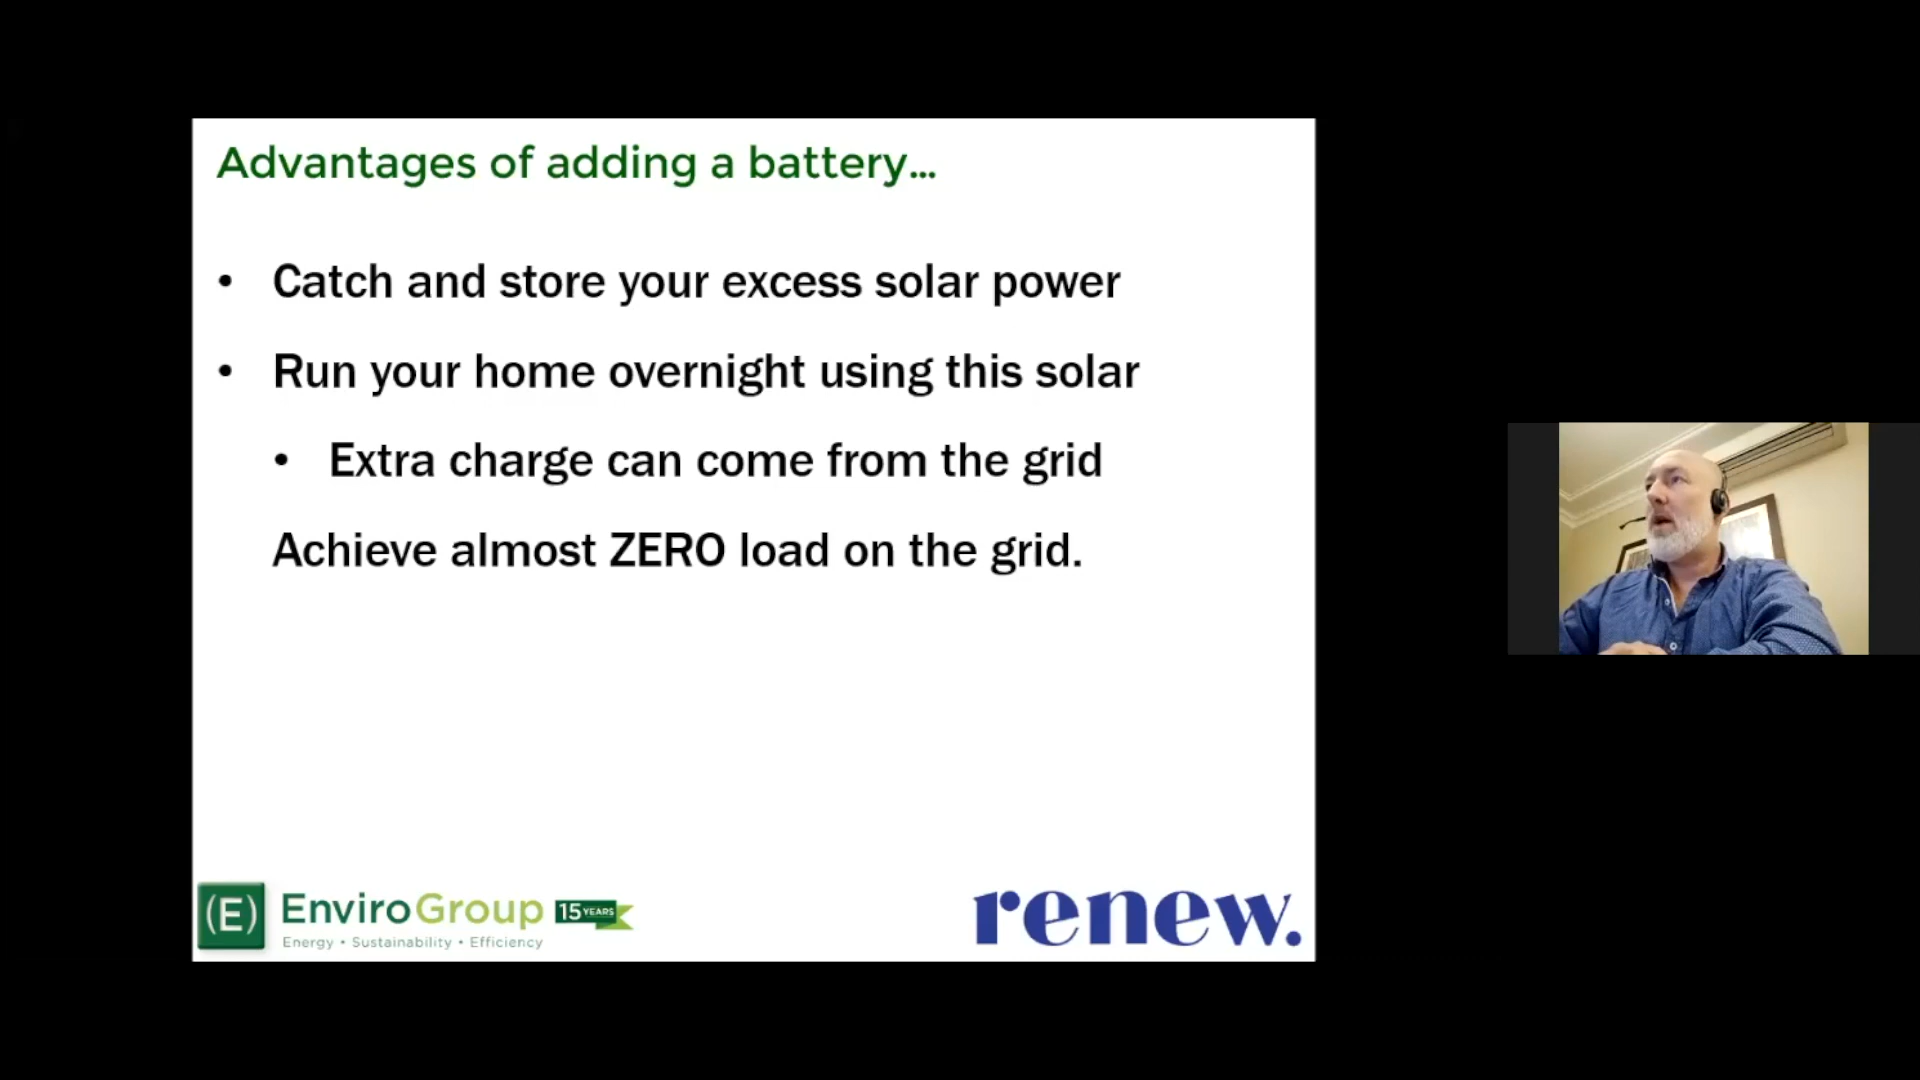 Advantages of adding a battery...
• Catch and store your excess solar power
• Run your home overnight using this solar
• Extra charge can come from the grid
Achieve almost ZERO load on the grid.
(E) EnviroGroup 15 YEARS
Energy • Sustainability • Efficiency
renew.